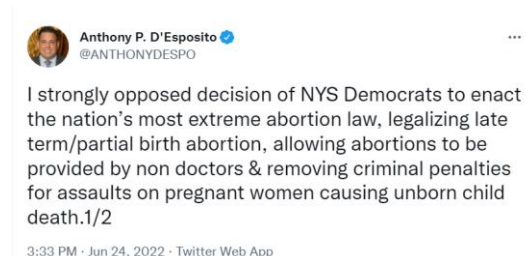 Anthony P. D'Esposito
@ANTHONYDESPO
I strongly opposed decision of NYS Democrats to enact
the nation's most extreme abortion law, legalizing late
term/partial birth abortion, allowing abortions to be
provided by non doctors & removing criminal penalties
for assaults on pregnant women causing unborn child
death.1/2
3:33 PM · Jun 24, 2022 · Twitter Web App